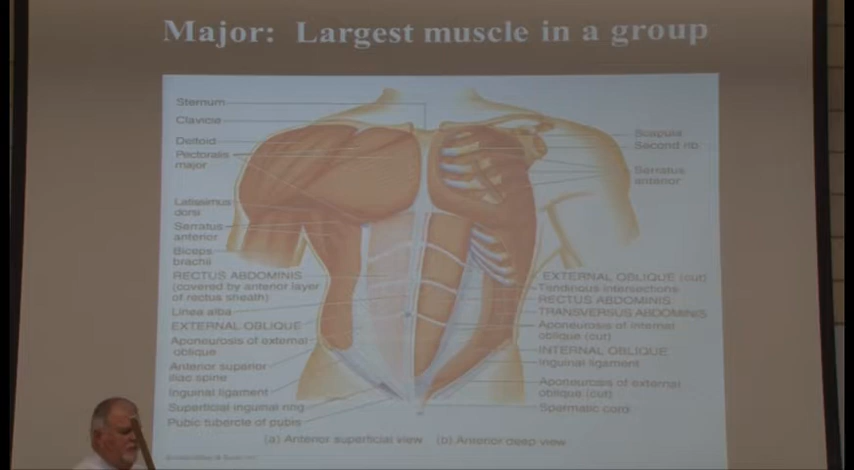 Major: Largest muscle in a group
Sternum
Clavicle
Deltoid
Pectoralis
major
Latissimus
dorsi
Serratus
anterior
Biceps
brachii
RECTUS ABDOMINIS
(covered by anterior layer
of rectus sheath)
Linea alba
EXTERNAL OBLIQUE
Aponeurosis of external
oblique
Anterior superior
iliac spine
Inguinal ligament
Superficial inguinal ring
Pubic tubercle of pubis
Scapula
Second rib
Serratus
anterior
EXTERNAL OBLIQUE (cut)
Tendinous intersections
RECTUS ABDOMINIS
TRANSVERSUS ABDOMINIS
Aponeurosis of internal
oblique (cut)
INTERNAL OBLIQUE
Inguinal ligament
Aponeurosis of external
oblique (cut)
Spermatic cord
(a) Anterior superficial view (b) Anterior deep view